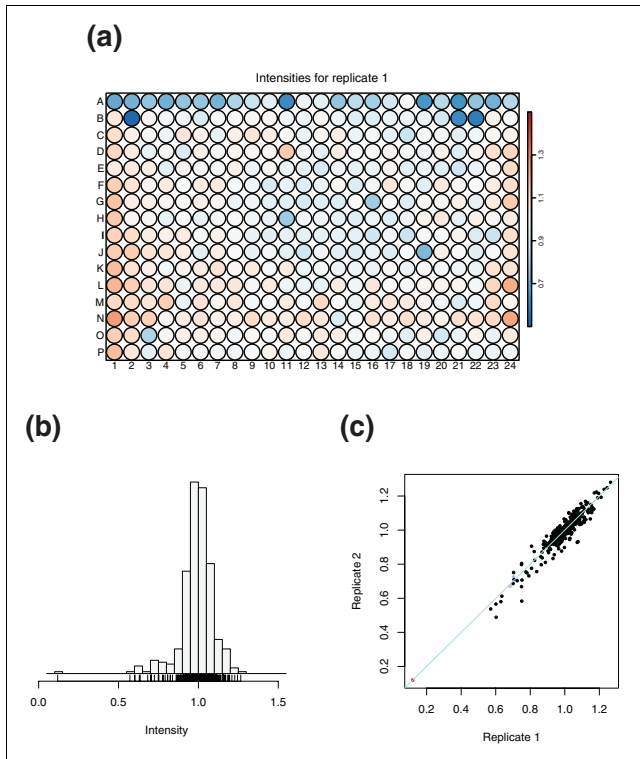 (a)
Intensities for replicate 1
A
B
C
D
E
F
G
H
I
J
K
L
M
N
O
P
1 2 3 4 5 6 7 8 9 10 11 12 13 14 15 16 17 18 19 20 21 22 23 24
1.3
1.1
0.9
0.7
(b)
0.0 0.5 1.0 1.5
Intensity
(c)
1.2
1.0
0.8
0.6
0.4
0.2
Replicate 2
0.2 0.4 0.6 0.8 1.0 1.2
Replicate 1